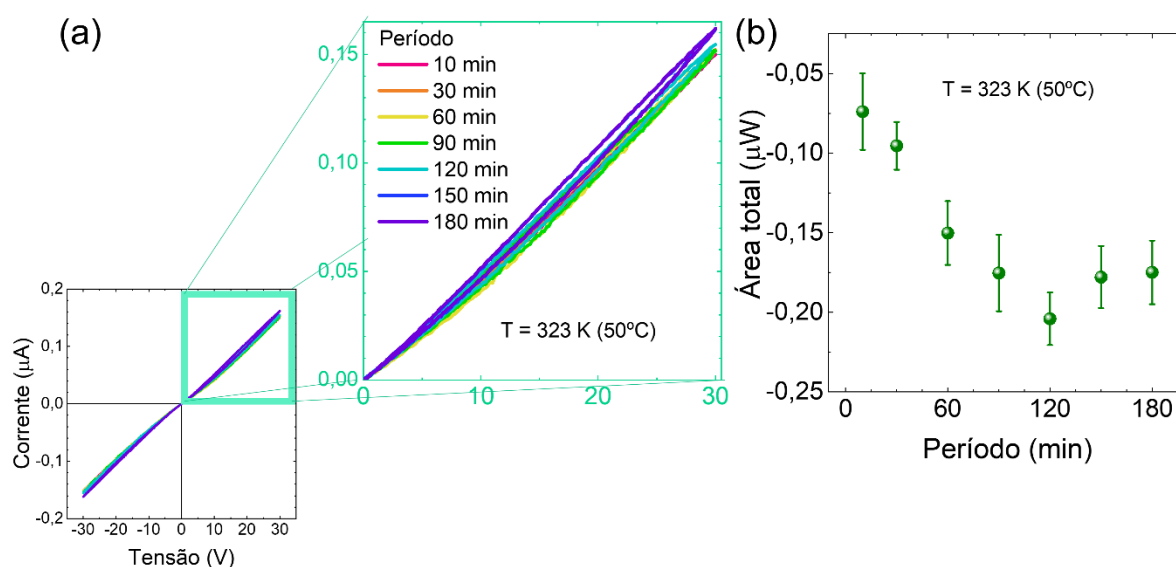 (a)
0,15
0,10
0,05
0,00
0
10
20
30
Período
10 min
30 min
60 min
90 min
120 min
150 min
180 min
T = 323 K (50ºC)
0,2
0,1
0,0
-0,1
-0,2
Corrente (μA)
-30 -20 -10 0 10 20 30
Tensão (V)
(b)
-0,05
-0,10
-0,15
-0,20
-0,25
Área total (μW)
T = 323 K (50ºC)
0 60 120 180
Período (min)